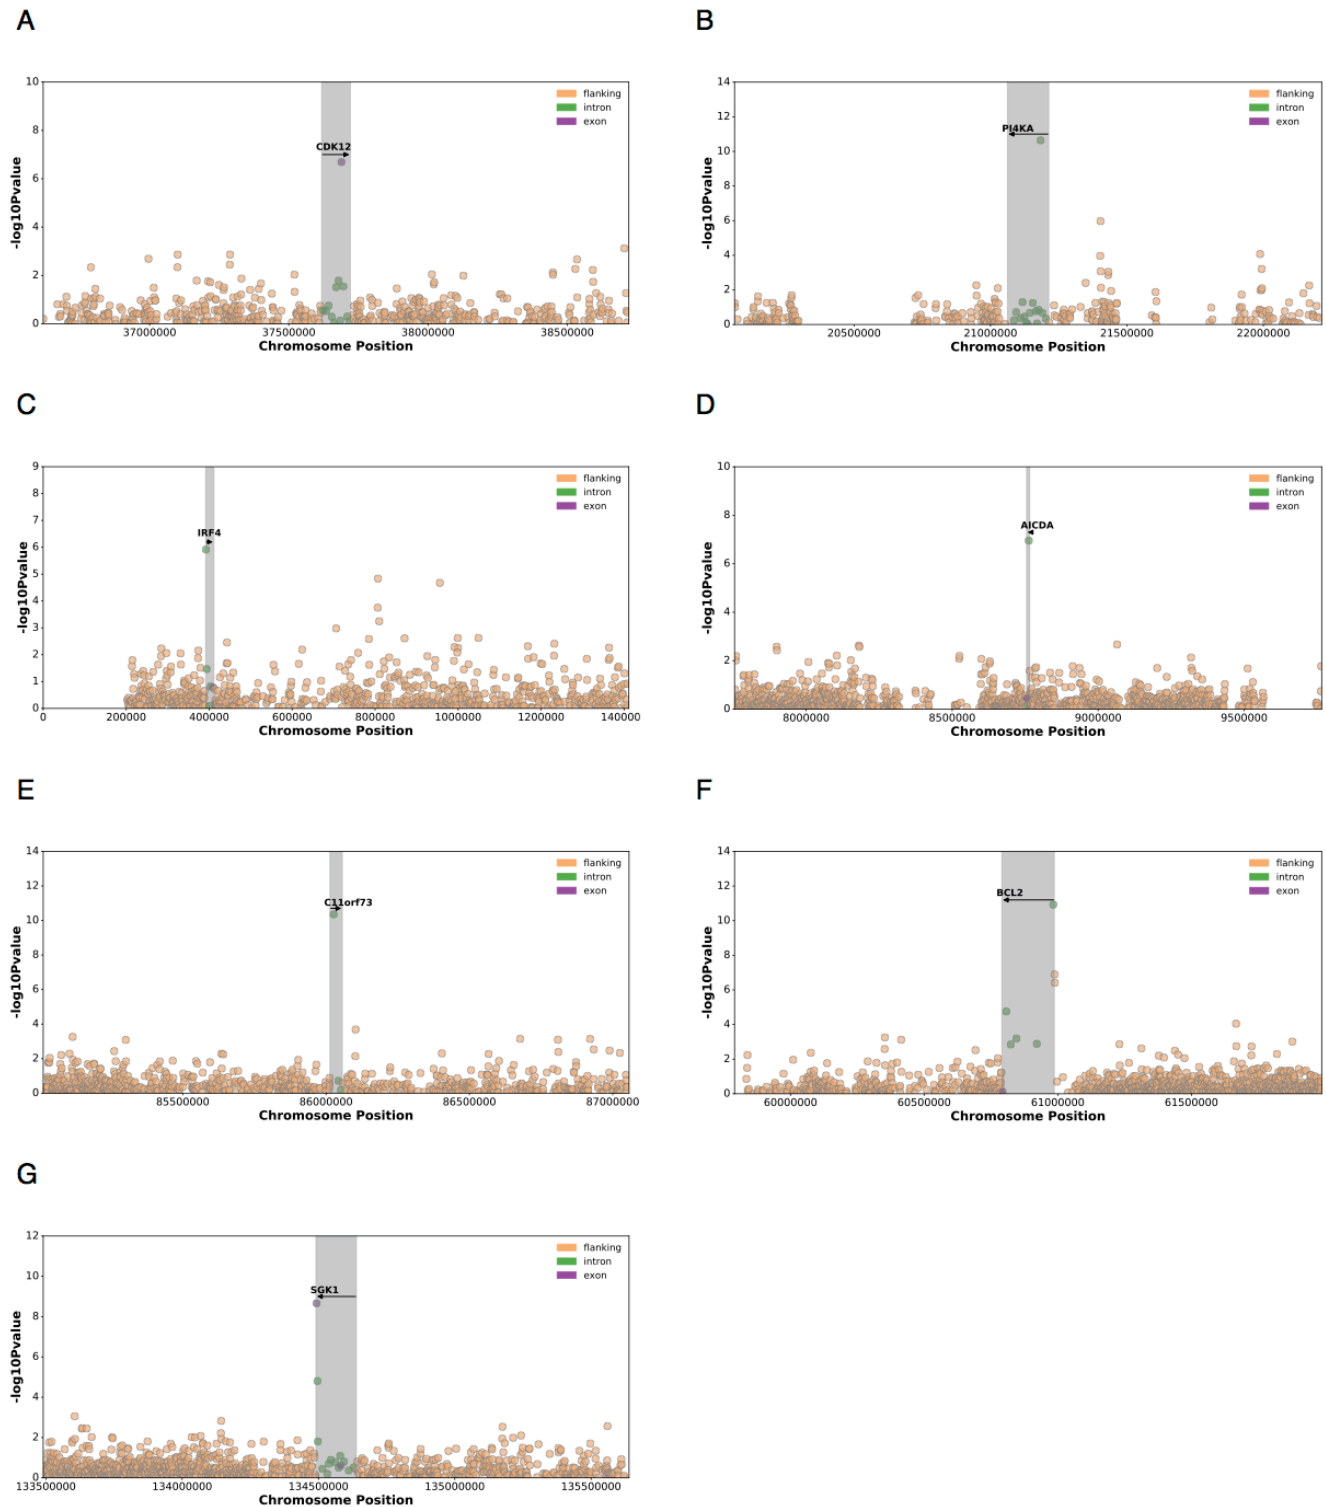 A
10
8
6
4
2
0
-log10Pvalue
CDK12
flanking
intron
exon
37000000 37500000 38000000 38500000
Chromosome Position
B
14
12
10
8
6
4
2
0
-log10Pvalue
PI4KA
flanking
intron
exon
20500000 21000000 21500000 22000000
Chromosome Position
C
9
8
7
6
5
4
3
2
1
0
-log10Pvalue
IRF4
flanking
intron
exon
0 200000 400000 600000 800000 1000000 1200000 140000
Chromosome Position
D
10
8
6
4
2
0
-log10Pvalue
AICDA
flanking
intron
exon
8000000 8500000 9000000 9500000
Chromosome Position
E
14
12
10
8
6
4
2
0
-log10Pvalue
C11orf73
flanking
intron
exon
85500000 86000000 86500000 87000000
Chromosome Position
F
14
12
10
8
6
4
2
0
-log10Pvalue
BCL2
flanking
intron
exon
60000000 60500000 61000000 61500000
Chromosome Position
G
12
10
8
6
4
2
0
-log10Pvalue
SGK1
flanking
intron
exon
133500000 134000000 134500000 135000000 135500000
Chromosome Position